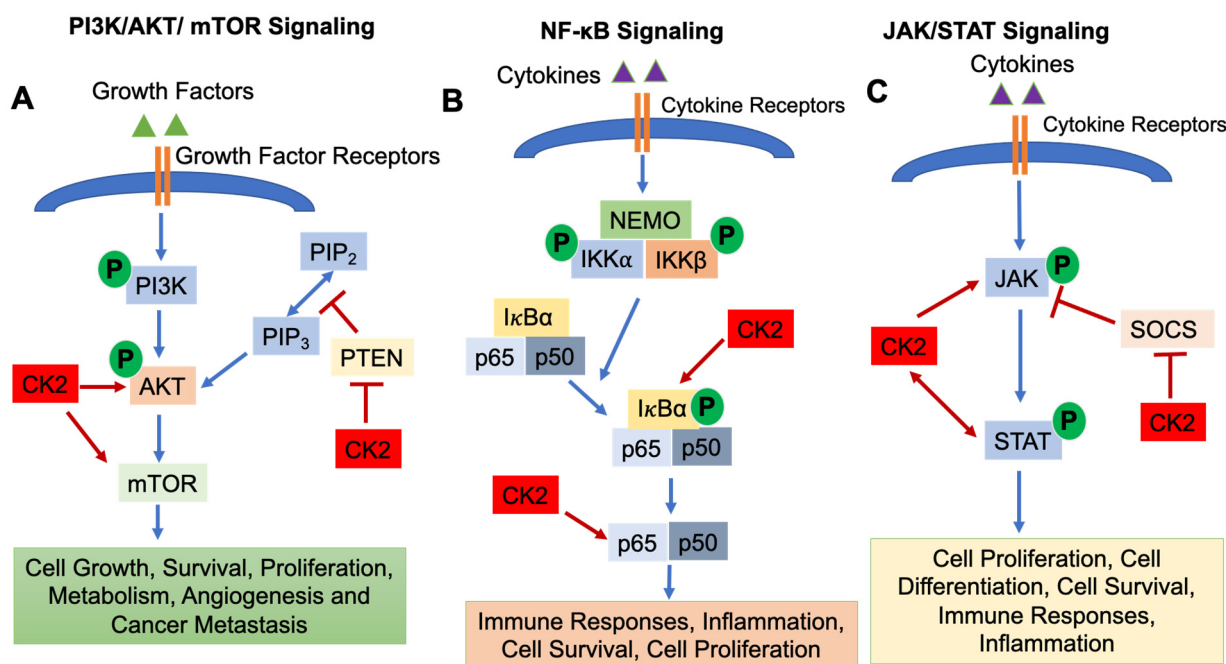 PI3K/AKT/ mTOR Signaling
A
Growth Factors
Growth Factor Receptors
P
PI3K
PIP₂
PIP₃
PTEN
P
AKT
CK2
CK2
mTOR
Cell Growth, Survival, Proliferation,
Metabolism, Angiogenesis and
Cancer Metastasis
NF-κB Signaling
B
Cytokines
Cytokine Receptors
NEMO
P
P
IKKα
IKKβ
IκBα
p65
p50
CK2
IκBα
P
p65
p50
CK2
p65
p50
Immune Responses, Inflammation,
Cell Survival, Cell Proliferation
JAK/STAT Signaling
C
Cytokines
Cytokine Receptors
JAK
P
SOCS
CK2
CK2
STAT
P
Cell Proliferation, Cell
Differentiation, Cell Survival,
Immune Responses,
Inflammation